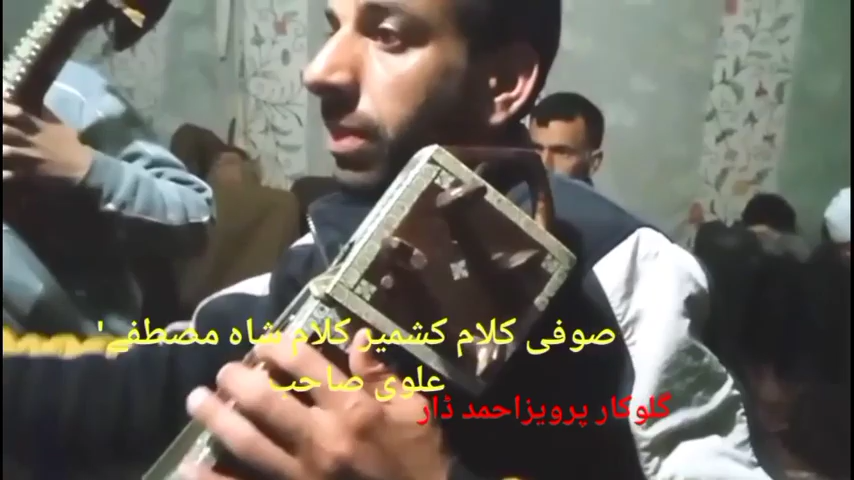 صوفی کلام کشمیر کلام شاہ مصطفےٰ'
علوی صاحب
گلوکار پرویزاحمد ڈار